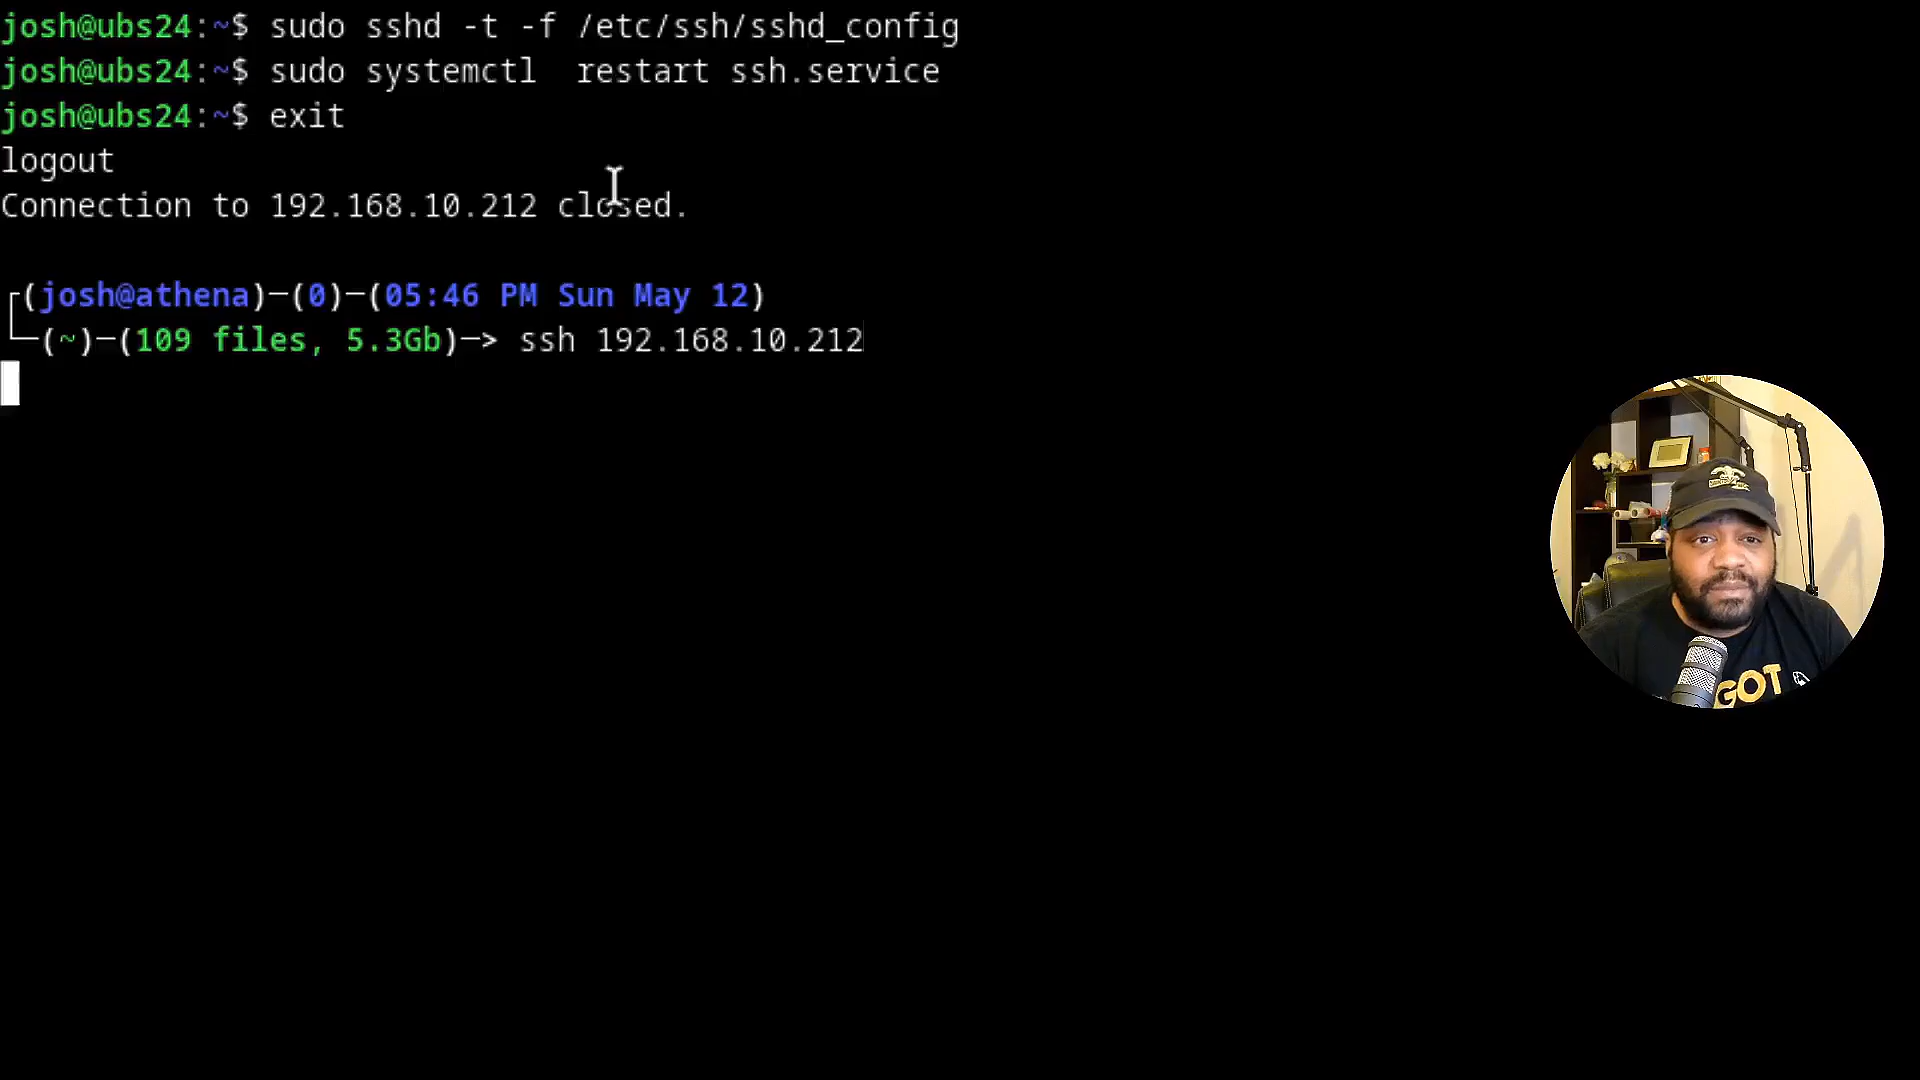 josh@ubs24:~$ sudo sshd -t -f /etc/ssh/sshd_config
josh@ubs24:~$ sudo systemctl  restart ssh.service
josh@ubs24:~$ exit
logout
Connection to 192.168.10.212 closed.
┌(josh@athena)─(0)─(05:46 PM Sun May 12)
└─(~)─(109 files, 5.3Gb)─> ssh 192.168.10.212
GOT